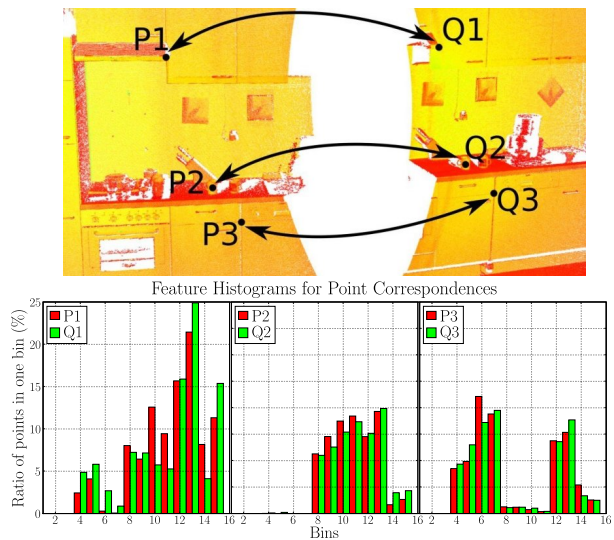 P1
Q1
P2
Q2
P3
Q3
Feature Histograms for Point Correspondences
Ratio of points in one bin (%)
25
20
15
10
5
0
P1
Q1
2 4 6 8 10 12 14 16
P2
Q2
2 4 6 8 10 12 14 16
P3
Q3
2 4 6 8 10 12 14 16
Bins